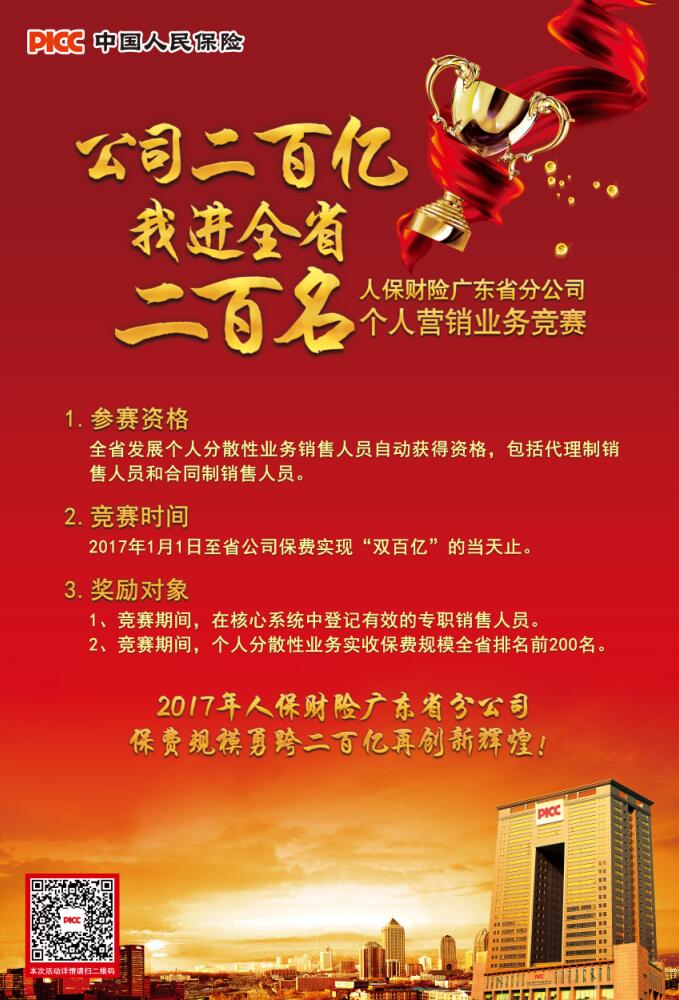 PICC 中国人民保险
公司二百亿
我进全省
二百名
人保财险广东省分公司
个人营销业务竞赛
1. 参赛资格
全省发展个人分散性业务销售人员自动获得资格，包括代理制销
售人员和合同制销售人员。
2. 竞赛时间
2017年1月1日至省公司保费实现“双百亿”的当天止。
3. 奖励对象
1、竞赛期间，在核心系统中登记有效的专职销售人员。
2、竞赛期间，个人分散性业务实收保费规模全省排名前200名。
2017年人保财险广东省分公司
保费规模勇跨二百亿再创新辉煌！
PICC
PICC
本次活动详情请扫二维码
PICC